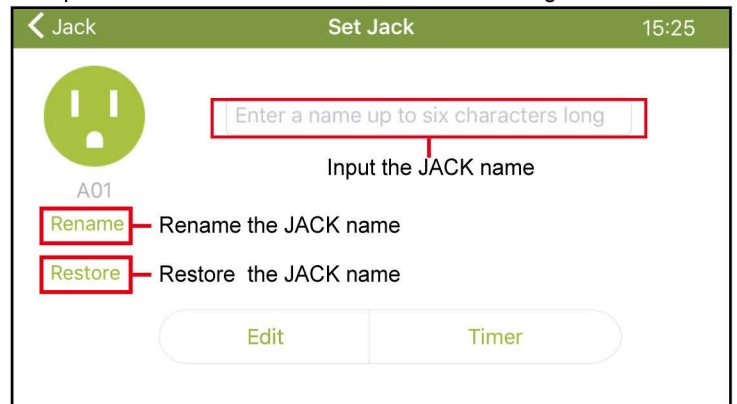 Jack Set Jack 15:25
Enter a name up to six characters long
Input the JACK name
A01
Rename Rename the JACK name
Restore Restore the JACK name
Edit Timer